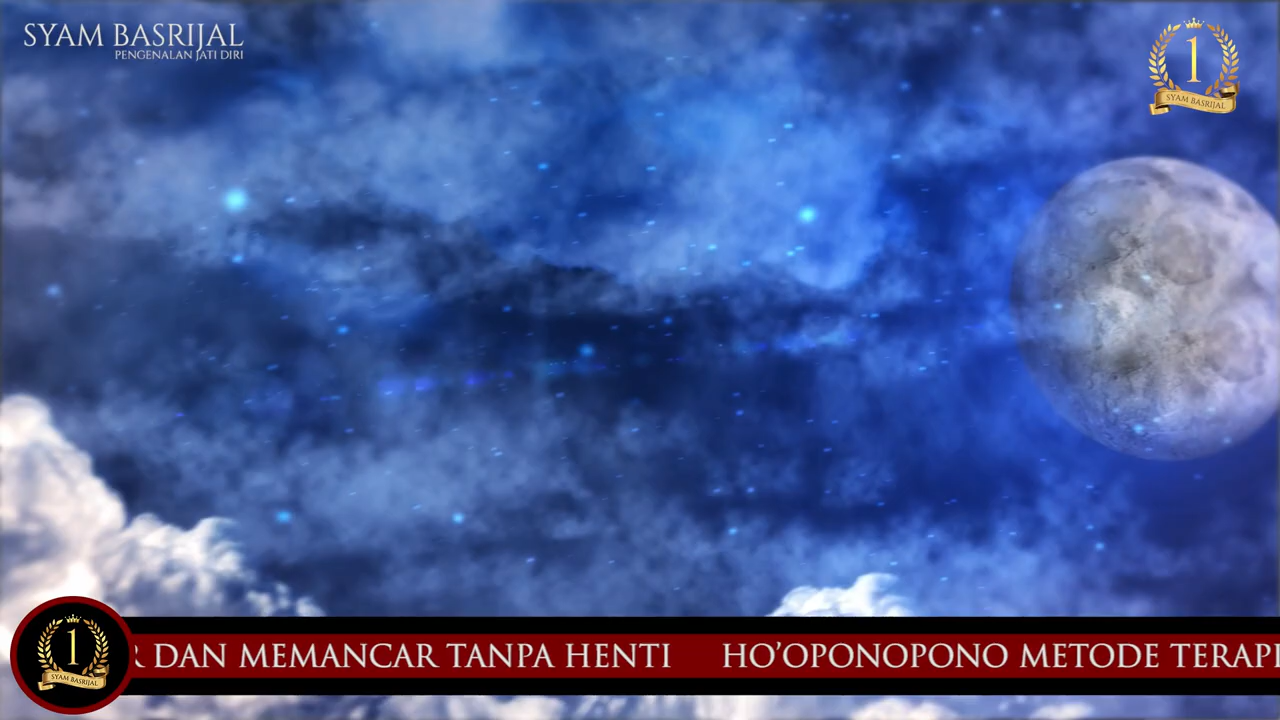 SYAM BASRIJAL
PENGENALAN JATI DIRI
1
SYAM BASRIJAL
1
SYAM BASRIJAL
R DAN MEMANCAR TANPA HENTI HO'OPONOPONO METODE TERAPI